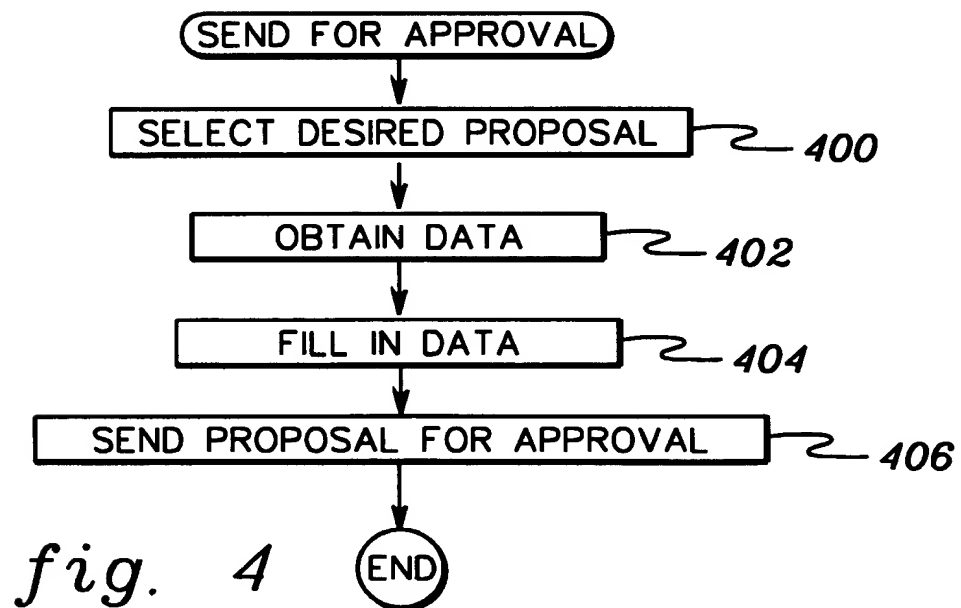 SEND FOR APPROVAL
SELECT DESIRED PROPOSAL
400
OBTAIN DATA
402
FILL IN DATA
404
SEND PROPOSAL FOR APPROVAL
406
END
fig. 4